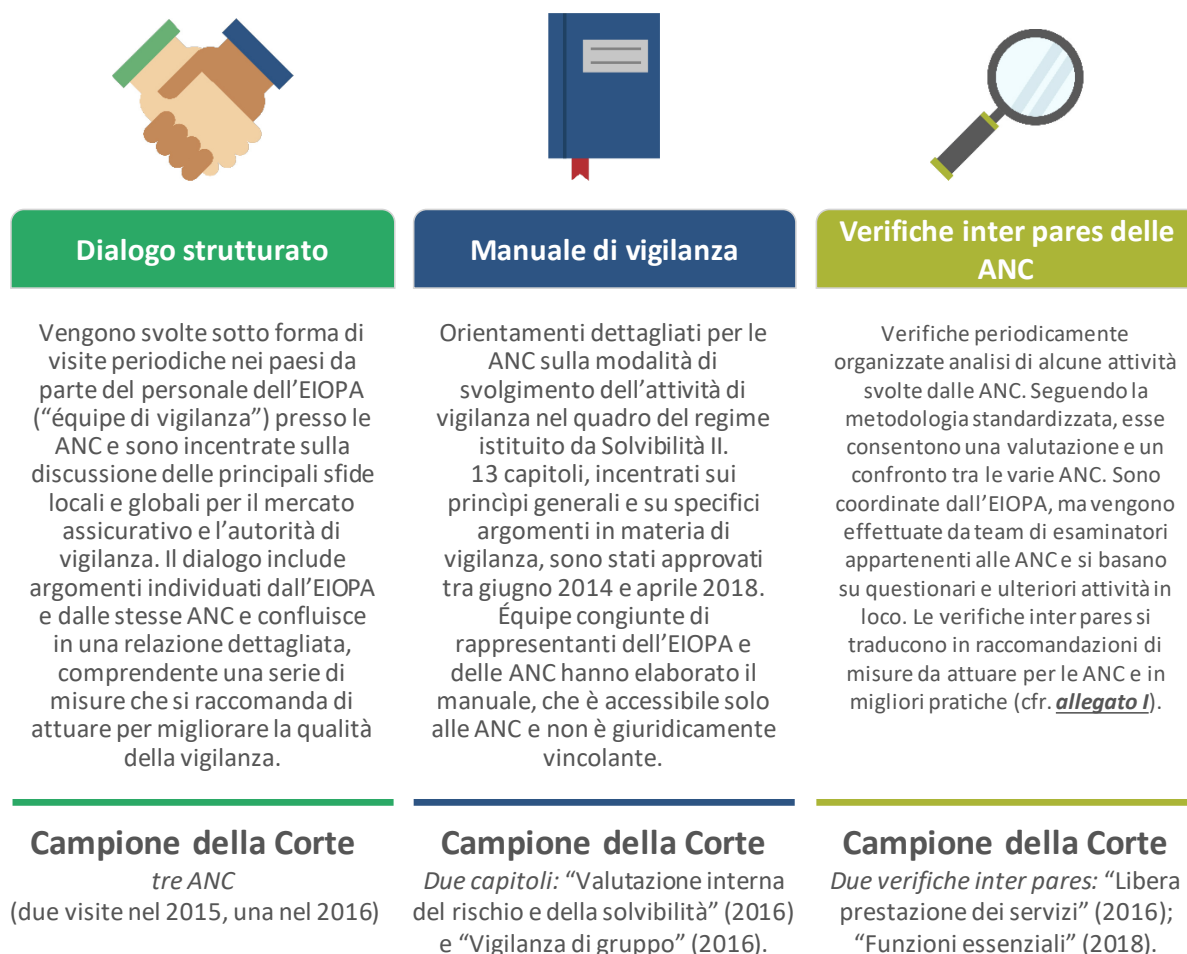 Dialogo strutturato
Vengono svolte sotto forma di
visite periodiche nei paesi da
parte del personale dell'EIOPA
("équipe di vigilanza") presso le
ANC e sono incentrate sulla
discussione delle principali sfide
locali e globali per il mercato
assicurativo e l'autorità di
vigilanza. Il dialogo include
argomenti individuati dall'EIOPA
e dalle stesse ANC e confluisce
in una relazione dettagliata,
comprendente una serie di
misure che si raccomanda di
attuare per migliorare la qualità
della vigilanza.
Campione della Corte
tre ANC
(due visite nel 2015, una nel 2016)
Manuale di vigilanza
Orientamenti dettagliati per le
ANC sulla modalità di
svolgimento dell'attività di
vigilanza nel quadro del regime
istituito da Solvibilità II.
13 capitoli, incentrati sui
princìpi generali e su specifici
argomenti in materia di
vigilanza, sono stati approvati
tra giugno 2014 e aprile 2018.
Équipe congiunte di
rappresentanti dell'EIOPA e
delle ANC hanno elaborato il
manuale, che è accessibile solo
alle ANC e non è giuridicamente
vincolante.
Campione della Corte
Due capitoli: "Valutazione interna
del rischio e della solvibilità" (2016)
e "Vigilanza di gruppo" (2016).
Verifiche inter pares delle
ANC
Verifiche periodicamente
organizzate analisi di alcune attività
svolte dalle ANC. Seguendo la
metodologia standardizzata, esse
consentono una valutazione e un
confronto tra le varie ANC. Sono
coordinate dall'EIOPA, ma vengono
effettuate da team di esaminatori
appartenenti alle ANC e si basano
su questionari e ulteriori attività in
loco. Le verifiche inter pares si
traducono in raccomandazioni di
misure da attuare per le ANC e in
migliori pratiche (cfr. allegato I).
Campione della Corte
Due verifiche inter pares: "Libera
prestazione dei servizi" (2016);
"Funzioni essenziali" (2018).